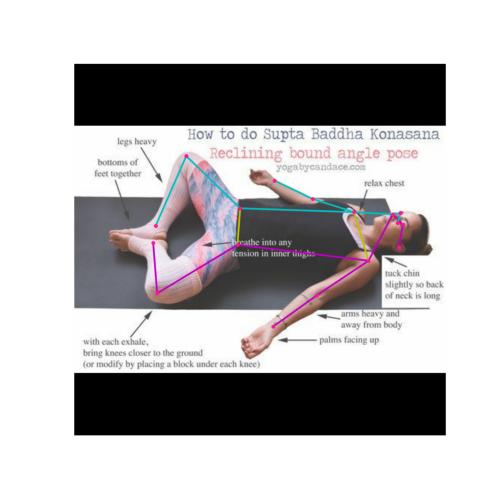 How to do Supta Baddha Konasana
Reclining bound angle pose
yogabycandace.com
legs heavy
bottoms of
feet together
relax chest
breathe into any
tension in inner thighs
tuck chin
slightly so back
of neck is long
arms heavy and
away from body
palms facing up
with each exhale,
bring knees closer to the ground
(or modify by placing a block under each knee)